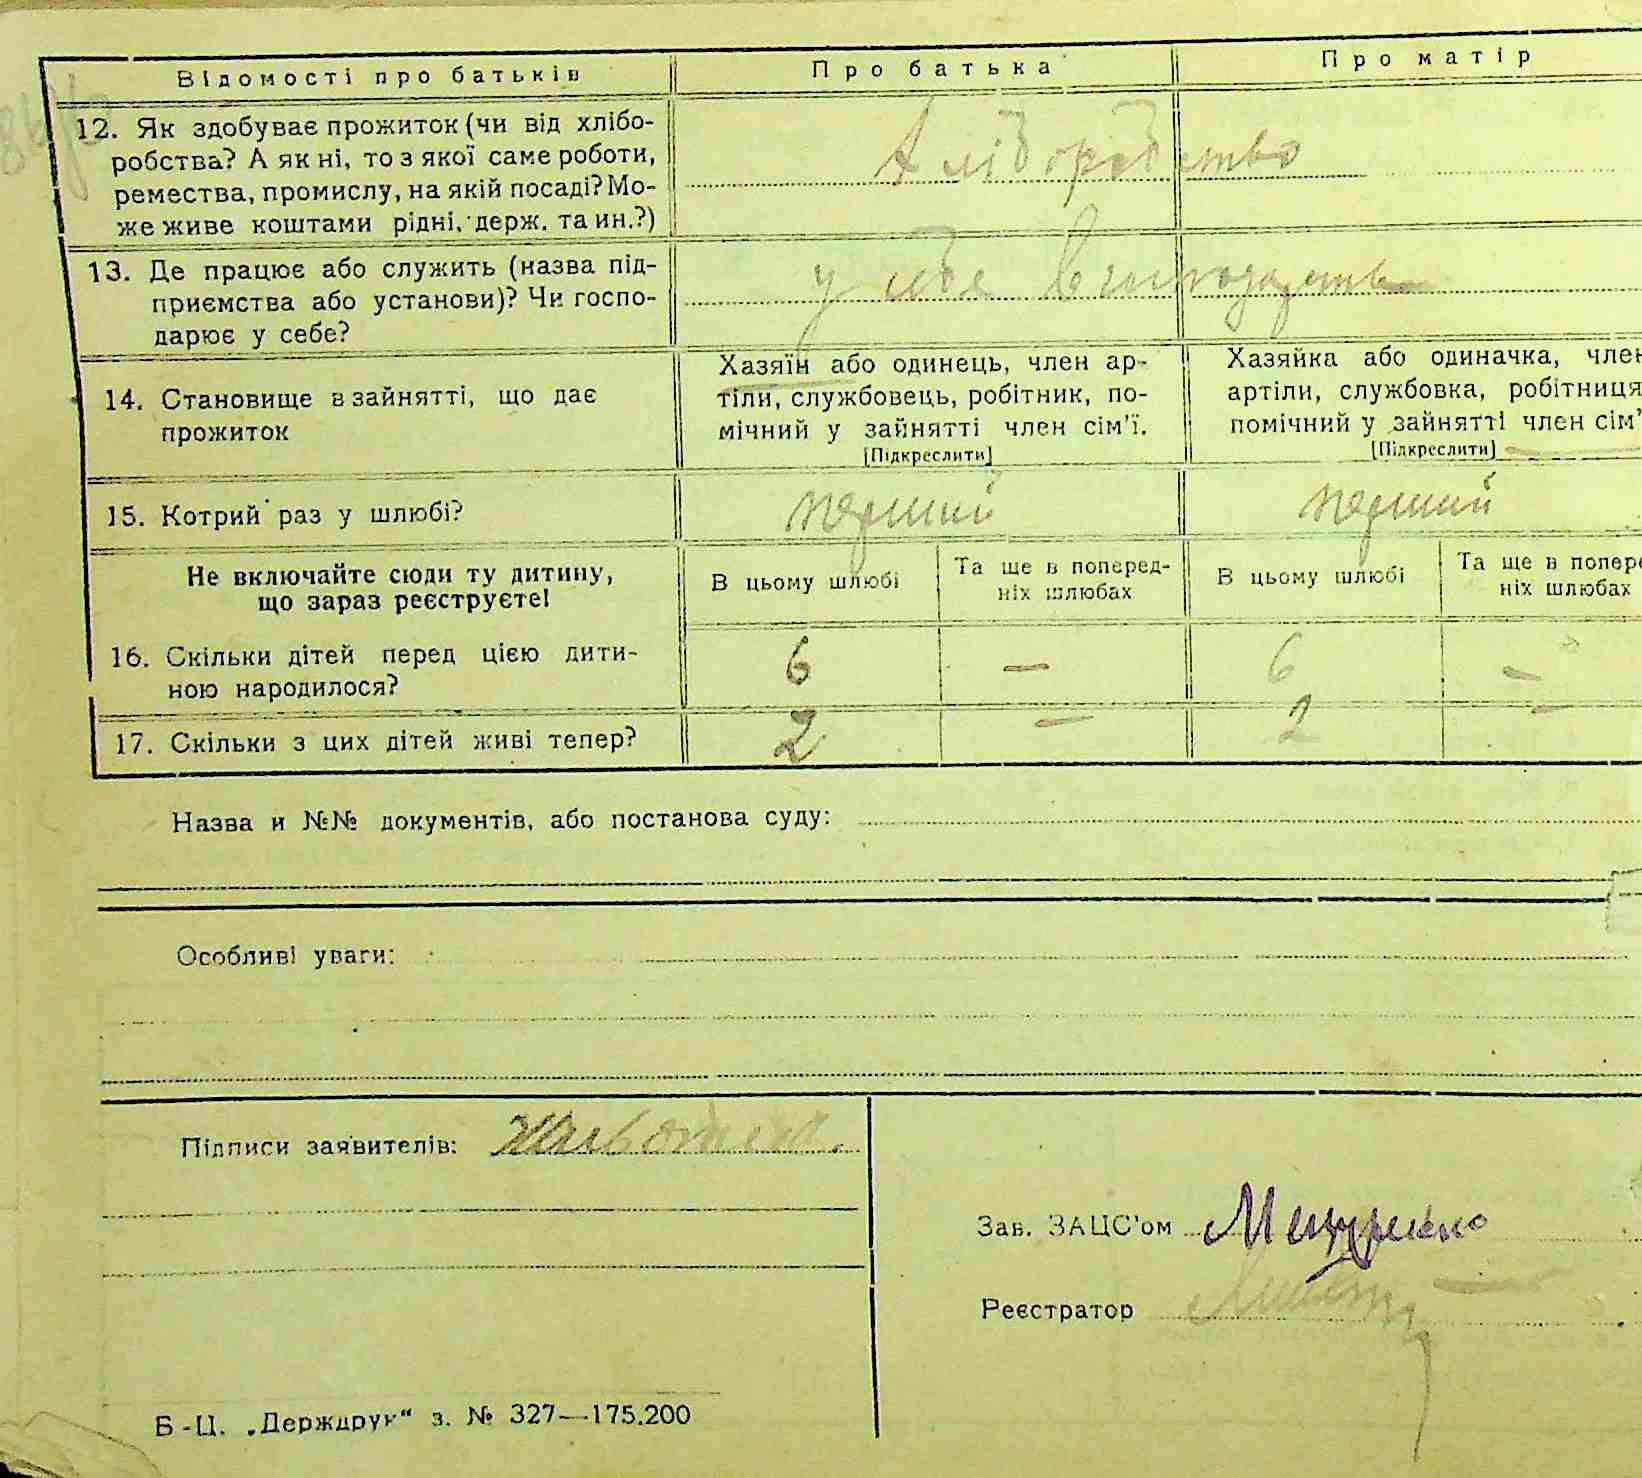 Відомості про батьків
Про батька
Про матір
12. Як здобуває прожиток (чи від хлібо-
робства? А як ні, то з якої саме роботи,
ремества, промислу, на якій посаді? Мо-
же живе коштами рідні, держ. та ин.?)
Хліборобство
13. Де працює або служить (назва під-
приємства або установи)? Чи госпо-
дарює у себе?
у себе в господарстві
14. Становище в зайнятті, що дає
прожиток
Хазяїн або одинець, член ар-
тіли, службовець, робітник, по-
мічний у зайнятті член сім'ї.
[Підкреслити]
Хазяйка або одиначка, член
артіли, службовка, робітниця
помічний у зайнятті член сім'
[Підкреслити]
15. Котрий раз у шлюбі?
перший
перший
Не включайте сюди ту дитину,
що зараз реєструєте!
В цьому шлюбі
Та ще в поперед-
ніх шлюбах
В цьому шлюбі
Та ще в попере
ніх шлюбах
16. Скільки дітей перед цією дити-
ною народилося?
6 — 6 —
17. Скільки з цих дітей живі тепер?
2 — 2 —
Назва и №№ документів, або постанова суду:
Особливі уваги:
Підписи заявителів:
Зав. ЗАЦС'ом
Реєстратор
Б-Ц. „Держдрук“ з. № 327—175.200